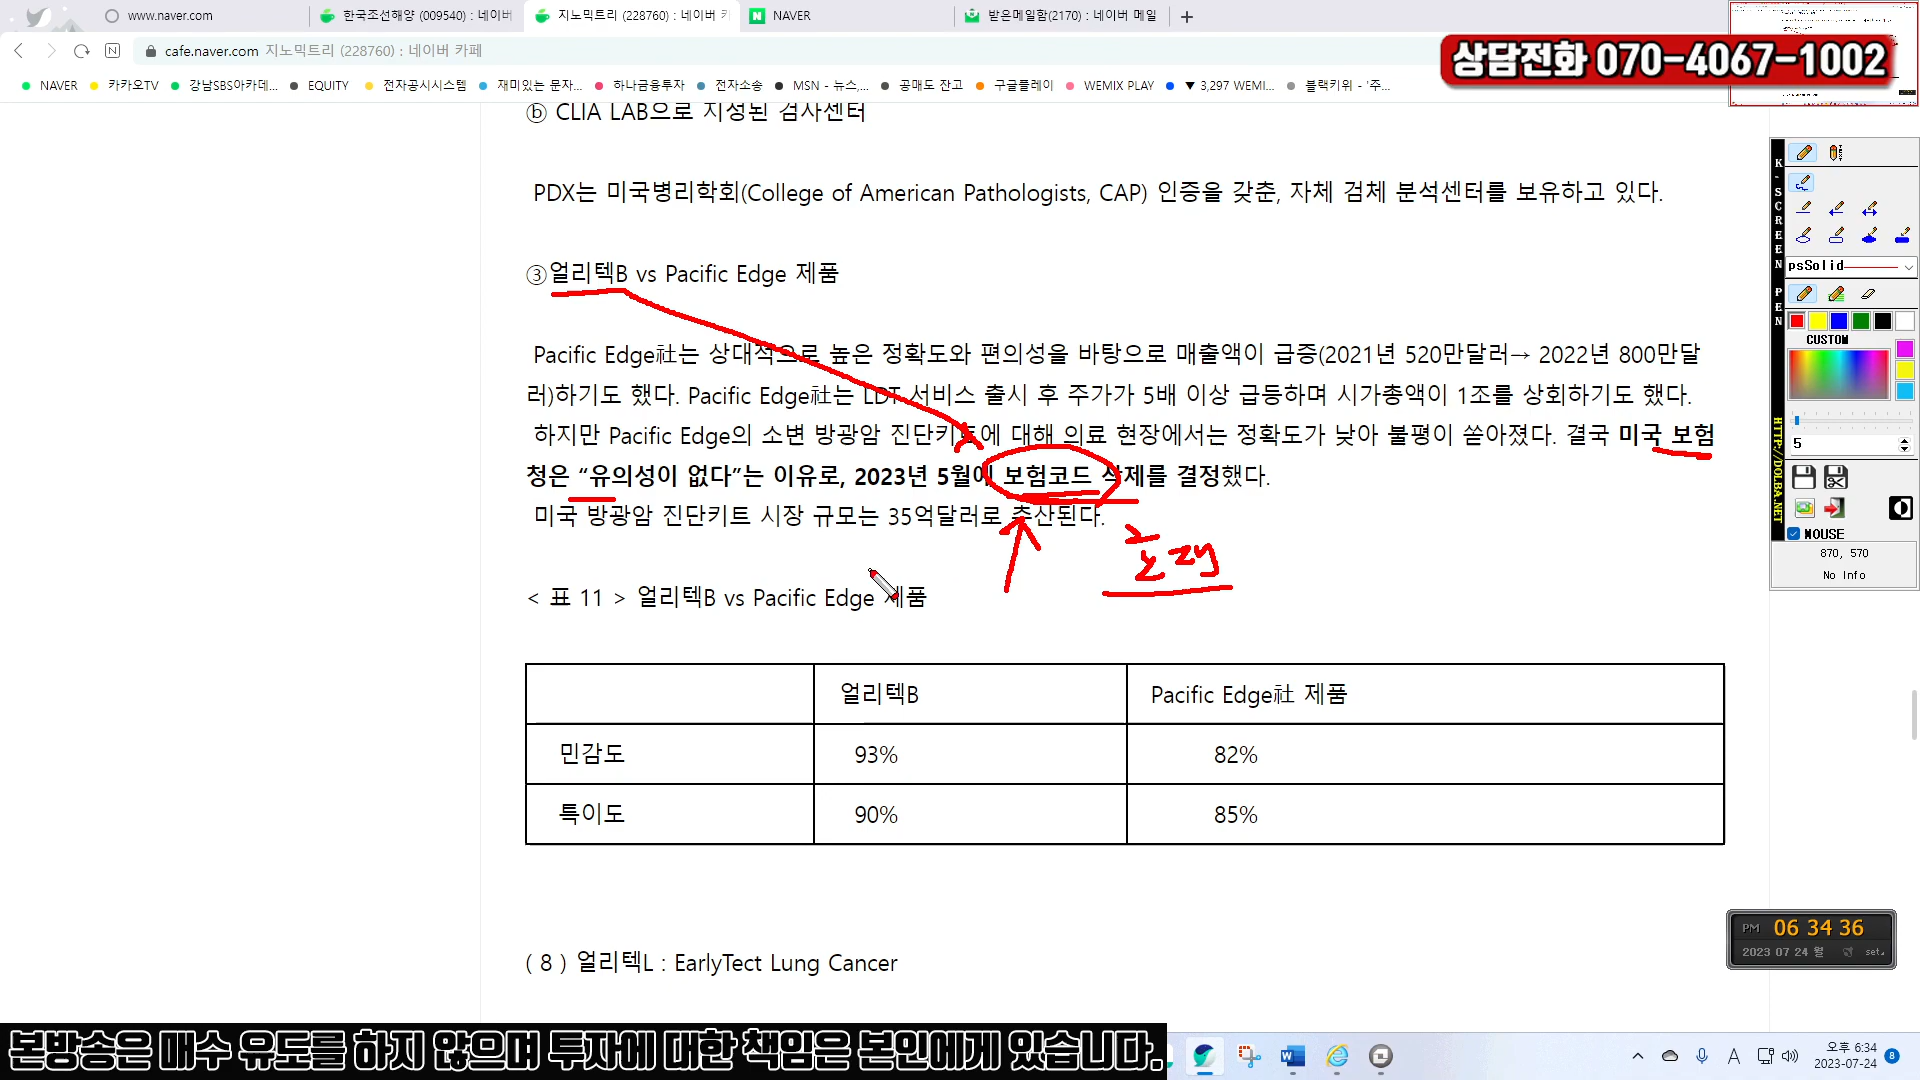 www.naver.com
한국조선해양 (009540) : 네이버
지노믹트리 (228760) : 네이버 카
NAVER
받은메일함(2170) : 네이버 메일
cafe.naver.com 지노믹트리 (228760) : 네이버 카페
상담전화 070-4067-1002
NAVER 카카오TV 강남SBS아카데... EQUITY 전자공시시스템 재미있는 문자... 하나금융투자 전자소송 MSN - 뉴스,... 공매도 잔고 구글플레이 WEMIX PLAY ▼ 3,297 WEMI... 블랙키위 - '주...
ⓑ CLIA LAB으로 지정된 검사센터
PDX는 미국병리학회(College of American Pathologists, CAP) 인증을 갖춘, 자체 검체 분석센터를 보유하고 있다.
③얼리텍B vs Pacific Edge 제품
Pacific Edge社는 상대적으로 높은 정확도와 편의성을 바탕으로 매출액이 급증(2021년 520만달러→ 2022년 800만달
러)하기도 했다. Pacific Edge社는 LDT 서비스 출시 후 주가가 5배 이상 급등하며 시가총액이 1조를 상회하기도 했다.
하지만 Pacific Edge의 소변 방광암 진단키트에 대해 의료 현장에서는 정확도가 낮아 불평이 쏟아졌다. 결국 미국 보험
청은 “유의성이 없다”는 이유로, 2023년 5월에 보험코드 삭제를 결정했다.
미국 방광암 진단키트 시장 규모는 35억달러로 추산된다.
호재
< 표 11 > 얼리텍B vs Pacific Edge 제품
얼리텍B Pacific Edge社 제품
민감도 93% 82%
특이도 90% 85%
( 8 ) 얼리텍L : EarlyTect Lung Cancer
K-SCREEN PEN HTTP://DOLBA.NET
psSolid
CUSTOM
5
MOUSE
870, 570
No Info
PM 06 34 36
2023 07 24 월 set
본방송은 매수 유도를 하지 않으며 투자에 대한 책임은 본인에게 있습니다.
A
오후 6:34
2023-07-24
8